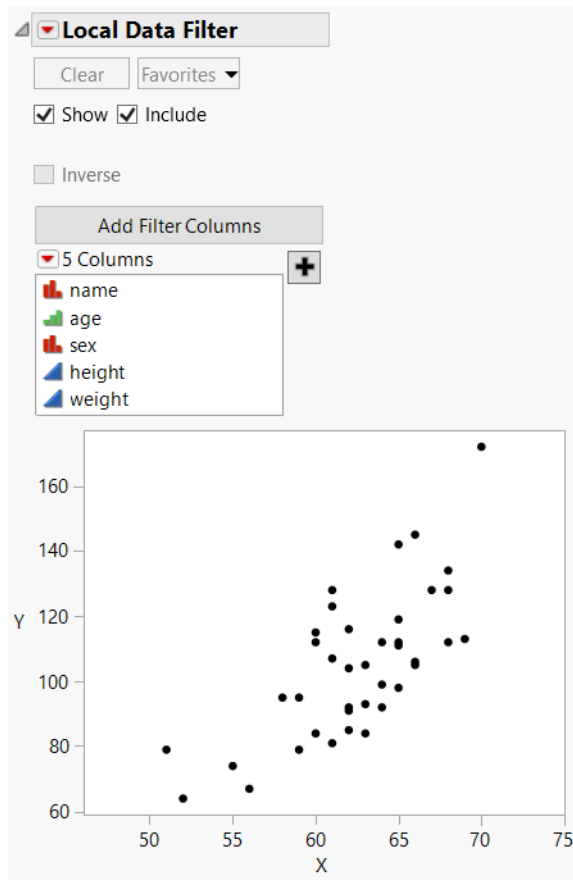 Local Data Filter
Clear Favorites
Show Include
Inverse
Add Filter Columns
5 Columns
name
age
sex
height
weight
160
140
120
Y
100
80
60
50 55 60 65 70 75
X